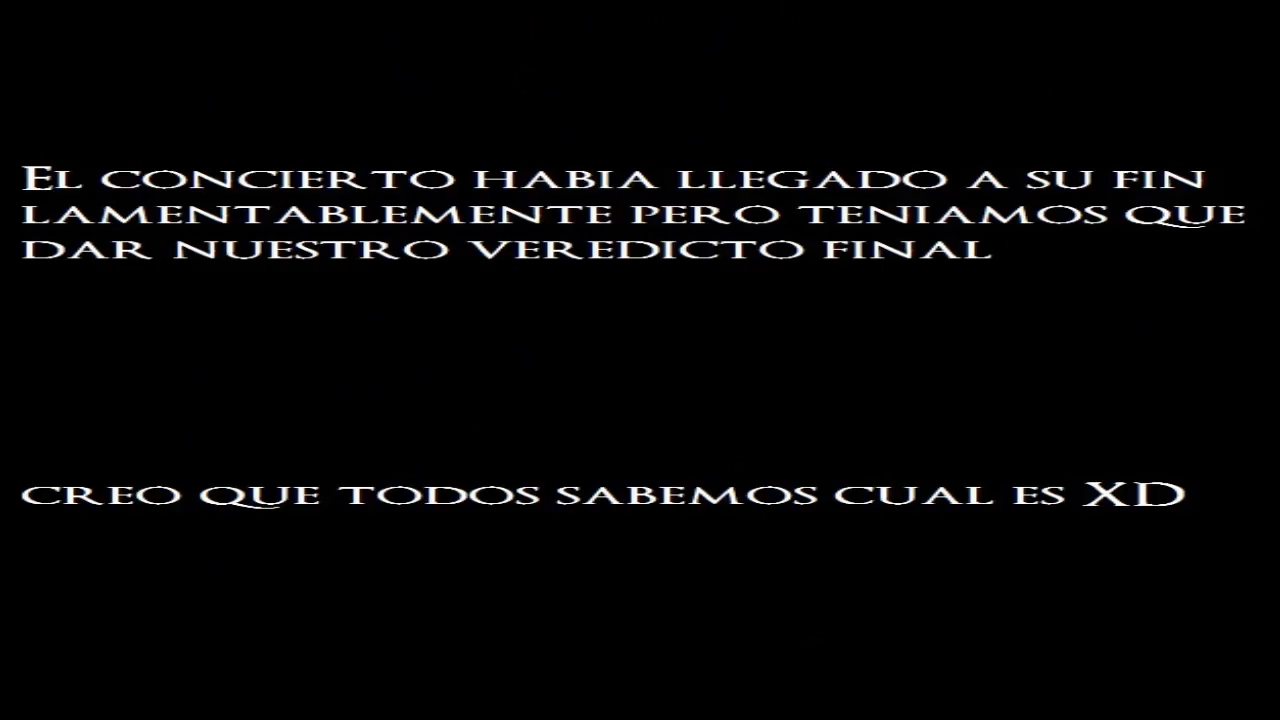 El concierto habia llegado a su fin
lamentablemente pero teniamos que
dar nuestro veredicto final
creo que todos sabemos cual es XD